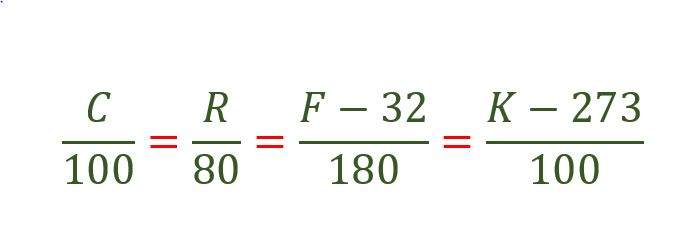 C/100 = R/80 = F − 32/180 = K − 273/100